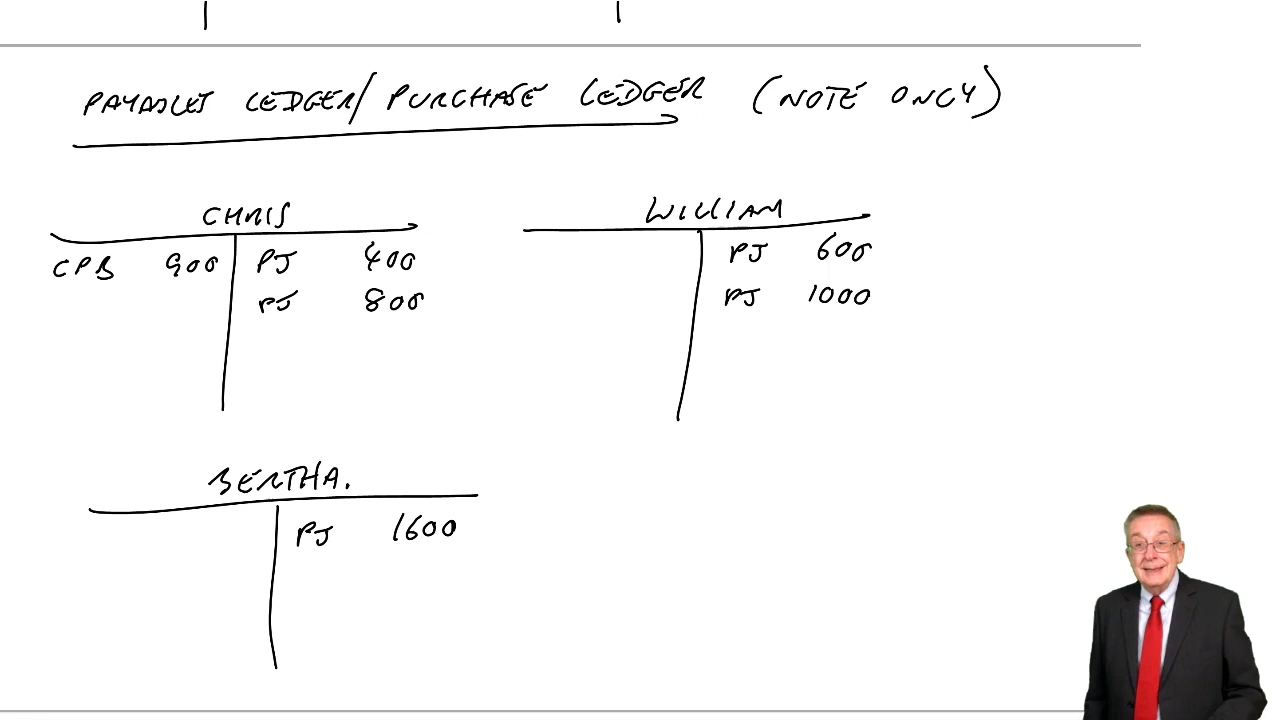 PAYABLES LEDGER/ PURCHASE LEDGER (NOTE ONLY)
CHRIS
CPB 900 PJ 400
PJ 800
WILLIAM
PJ 600
PJ 1000
BERTHA.
PJ 1600